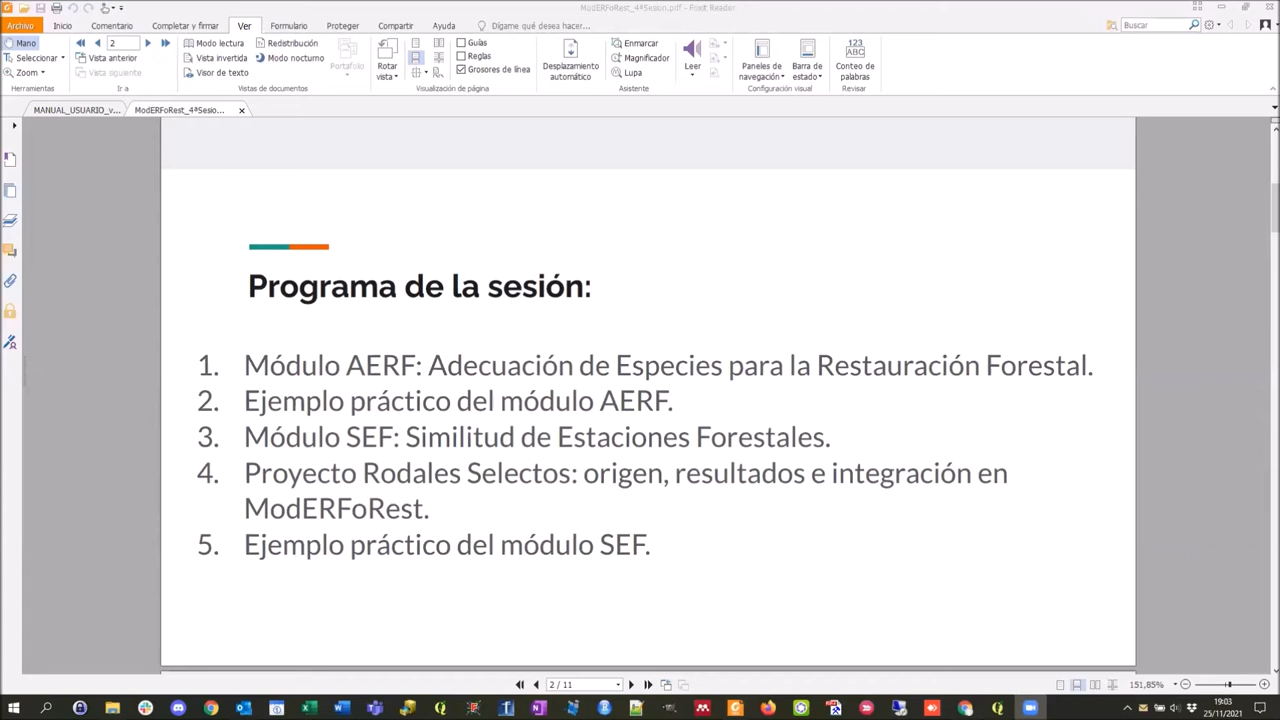 ModERFoRest_4ªSesion.pdf - Foxit Reader
Archivo Inicio Comentario Completar y firmar Ver Formulario Proteger Compartir Ayuda Dígame qué desea hacer... Buscar
Mano 2 Modo lectura Redistribución Guías Enmarcar 123 ABC
Seleccionar Vista anterior Vista invertida Modo nocturno Portafolio Rotar vista Reglas Desplazamiento automático Magnificador Leer Paneles de navegación Barra de estado Conteo de palabras
Zoom Vista siguiente Visor de texto Grosores de línea Lupa
Herramientas Ir a Vistas de documentos Visualización de página Asistente Configuración visual Revisar
MANUAL_USUARIO_v... ModERFoRest_4ªSesio...
Programa de la sesión:
1. Módulo AERF: Adecuación de Especies para la Restauración Forestal.
2. Ejemplo práctico del módulo AERF.
3. Módulo SEF: Similitud de Estaciones Forestales.
4. Proyecto Rodales Selectos: origen, resultados e integración en
ModERFoRest.
5. Ejemplo práctico del módulo SEF.
2 / 11 151,85%
19:03
25/11/2021